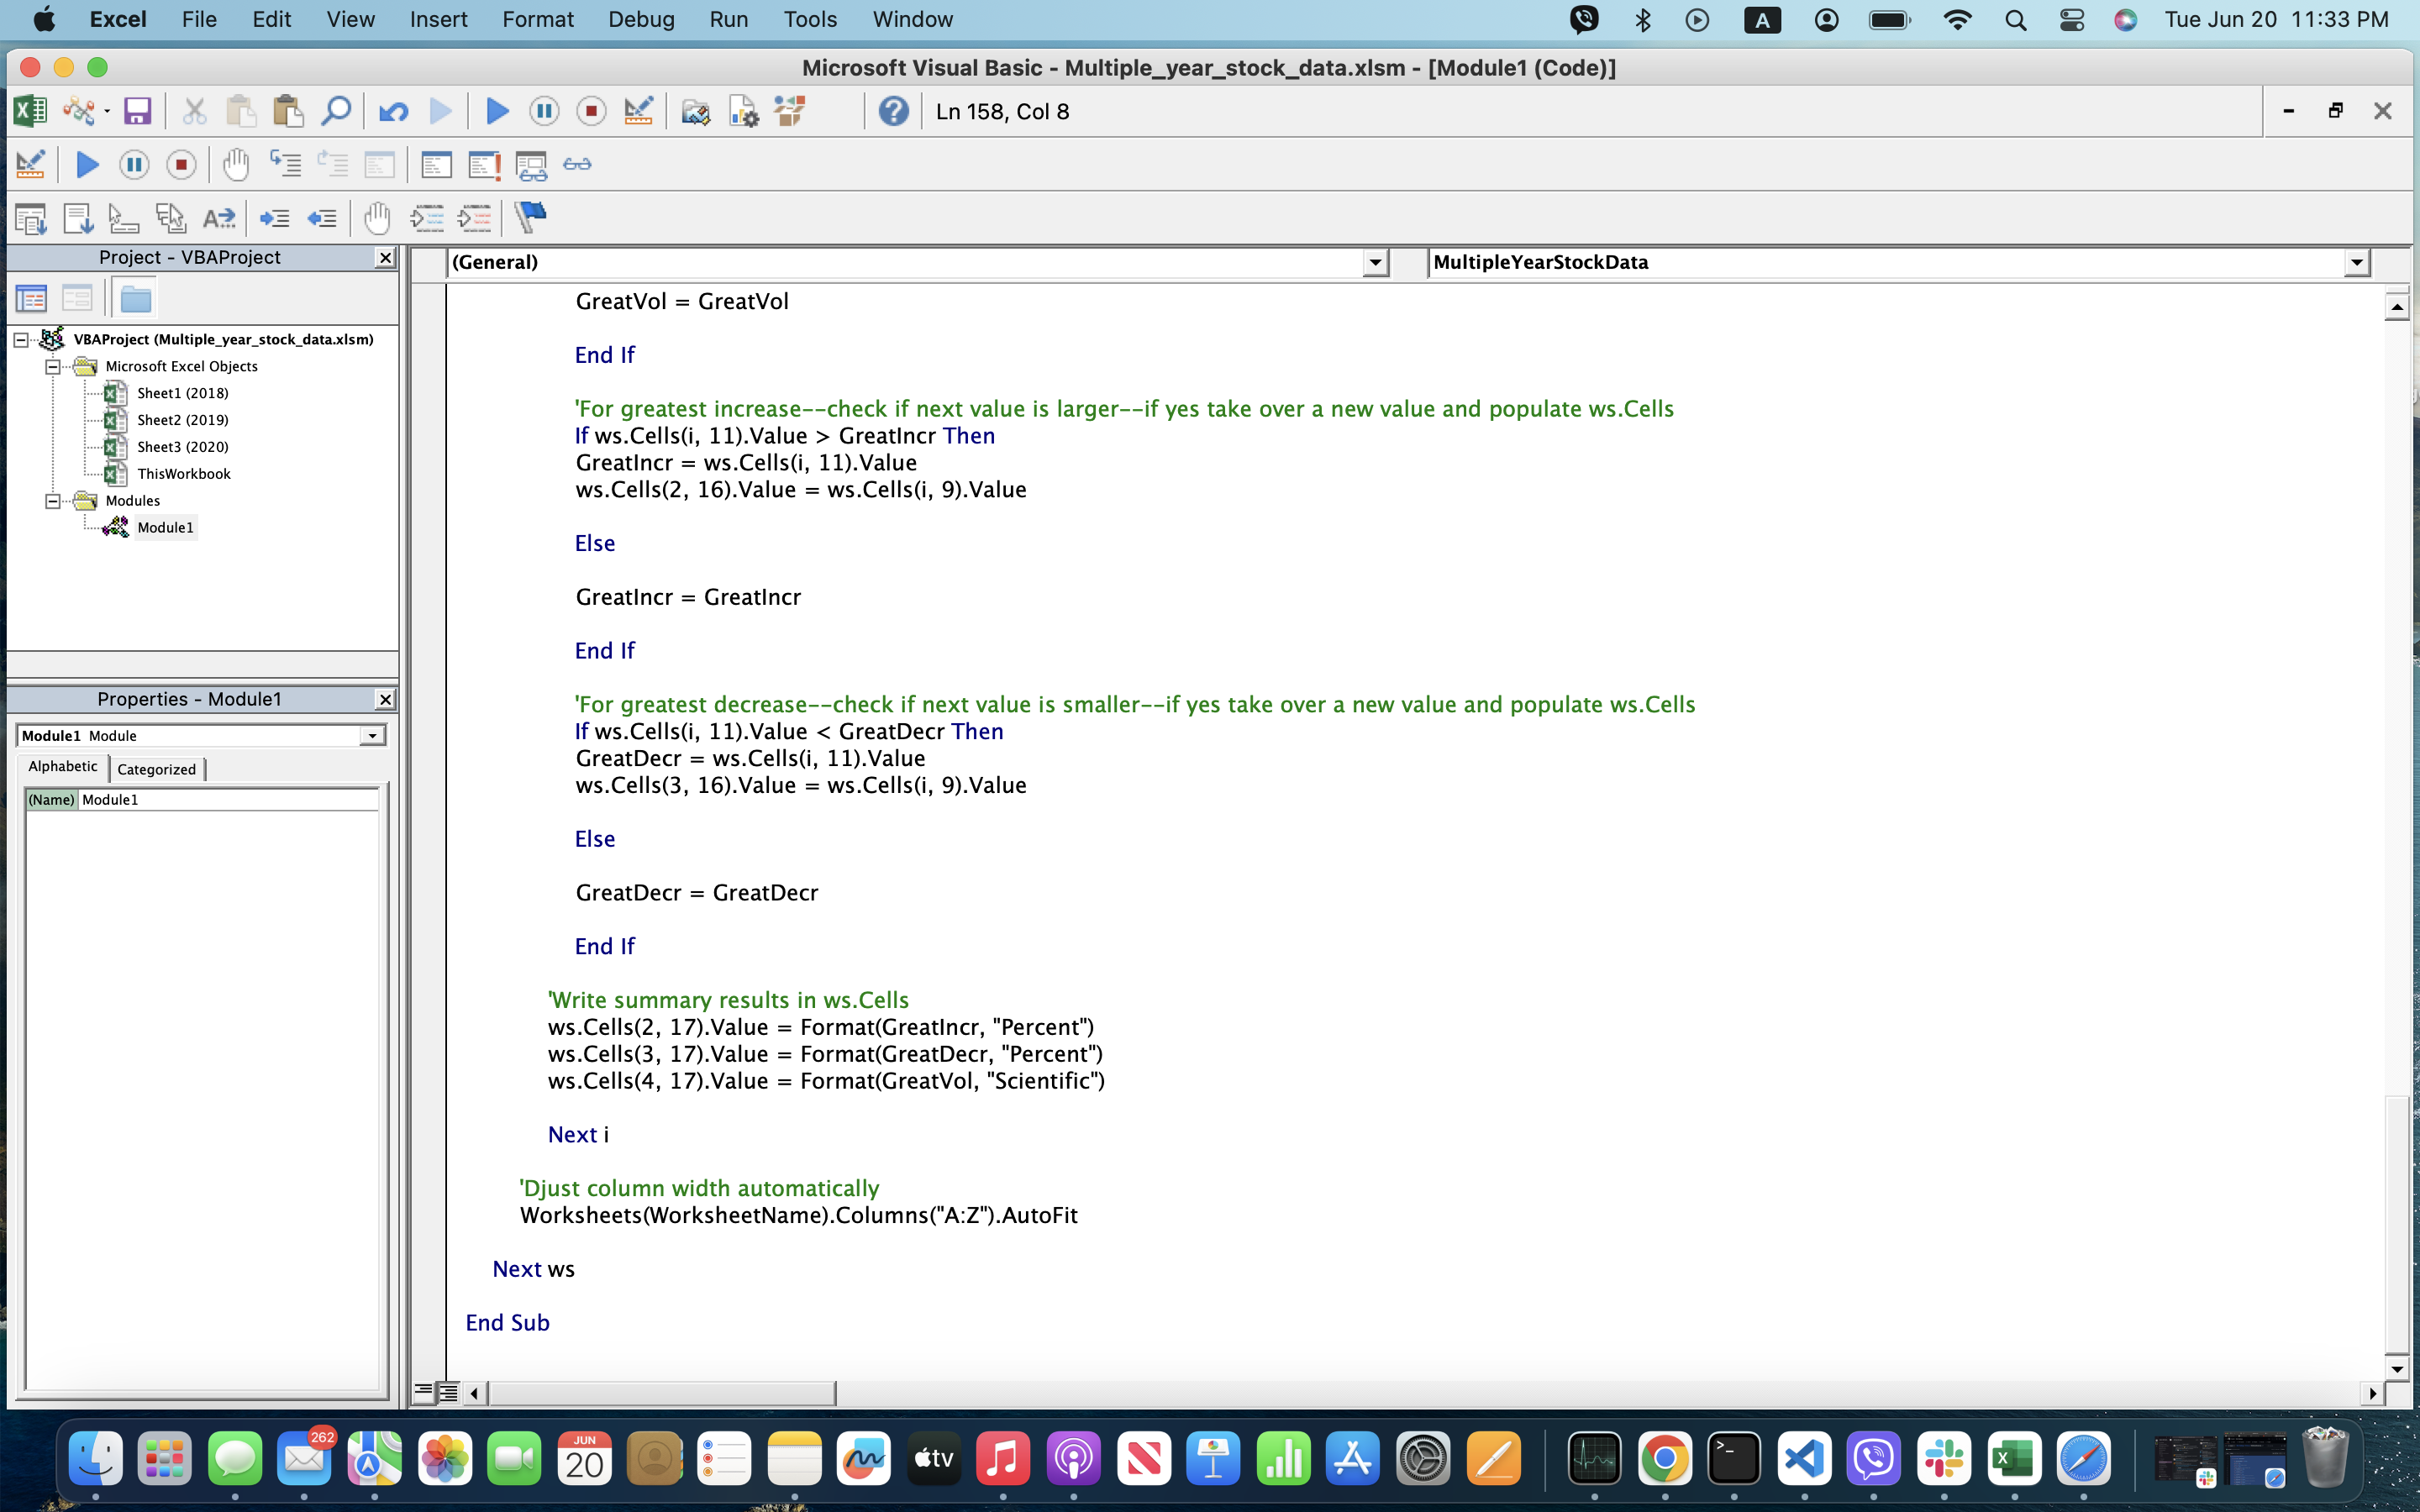 Excel File Edit View Insert Format Debug Run Tools Window A Tue Jun 20 11:33 PM
Microsoft Visual Basic - Multiple_year_stock_data.xlsm - [Module1 (Code)]
Ln 158, Col 8
Project - VBAProject
(General) MultipleYearStockData
VBAProject (Multiple_year_stock_data.xlsm)
Microsoft Excel Objects
Sheet1 (2018)
Sheet2 (2019)
Sheet3 (2020)
ThisWorkbook
Modules
Module1
Properties - Module1
Module1 Module
Alphabetic Categorized
(Name) Module1
GreatVol = GreatVol
End If
'For greatest increase--check if next value is larger--if yes take over a new value and populate ws.Cells
If ws.Cells(i, 11).Value > GreatIncr Then
GreatIncr = ws.Cells(i, 11).Value
ws.Cells(2, 16).Value = ws.Cells(i, 9).Value
Else
GreatIncr = GreatIncr
End If
'For greatest decrease--check if next value is smaller--if yes take over a new value and populate ws.Cells
If ws.Cells(i, 11).Value < GreatDecr Then
GreatDecr = ws.Cells(i, 11).Value
ws.Cells(3, 16).Value = ws.Cells(i, 9).Value
Else
GreatDecr = GreatDecr
End If
'Write summary results in ws.Cells
ws.Cells(2, 17).Value = Format(GreatIncr, "Percent")
ws.Cells(3, 17).Value = Format(GreatDecr, "Percent")
ws.Cells(4, 17).Value = Format(GreatVol, "Scientific")
Next i
'Djust column width automatically
Worksheets(WorksheetName).Columns("A:Z").AutoFit
Next ws
End Sub
262
JUN
20
tv